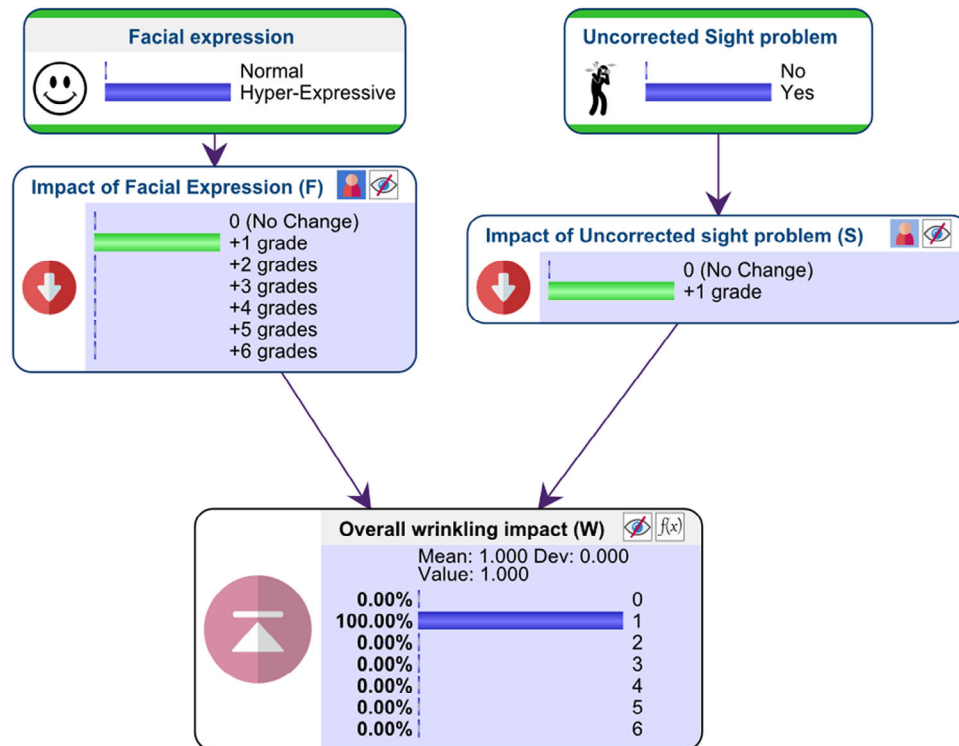 Facial expression
Normal
Hyper-Expressive
Uncorrected Sight problem
No
Yes
Impact of Facial Expression (F)
0 (No Change)
+1 grade
+2 grades
+3 grades
+4 grades
+5 grades
+6 grades
Impact of Uncorrected sight problem (S)
0 (No Change)
+1 grade
Overall wrinkling impact (W)
f(x)
Mean: 1.000 Dev: 0.000
Value: 1.000
0.00% 0
100.00% 1
0.00% 2
0.00% 3
0.00% 4
0.00% 5
0.00% 6